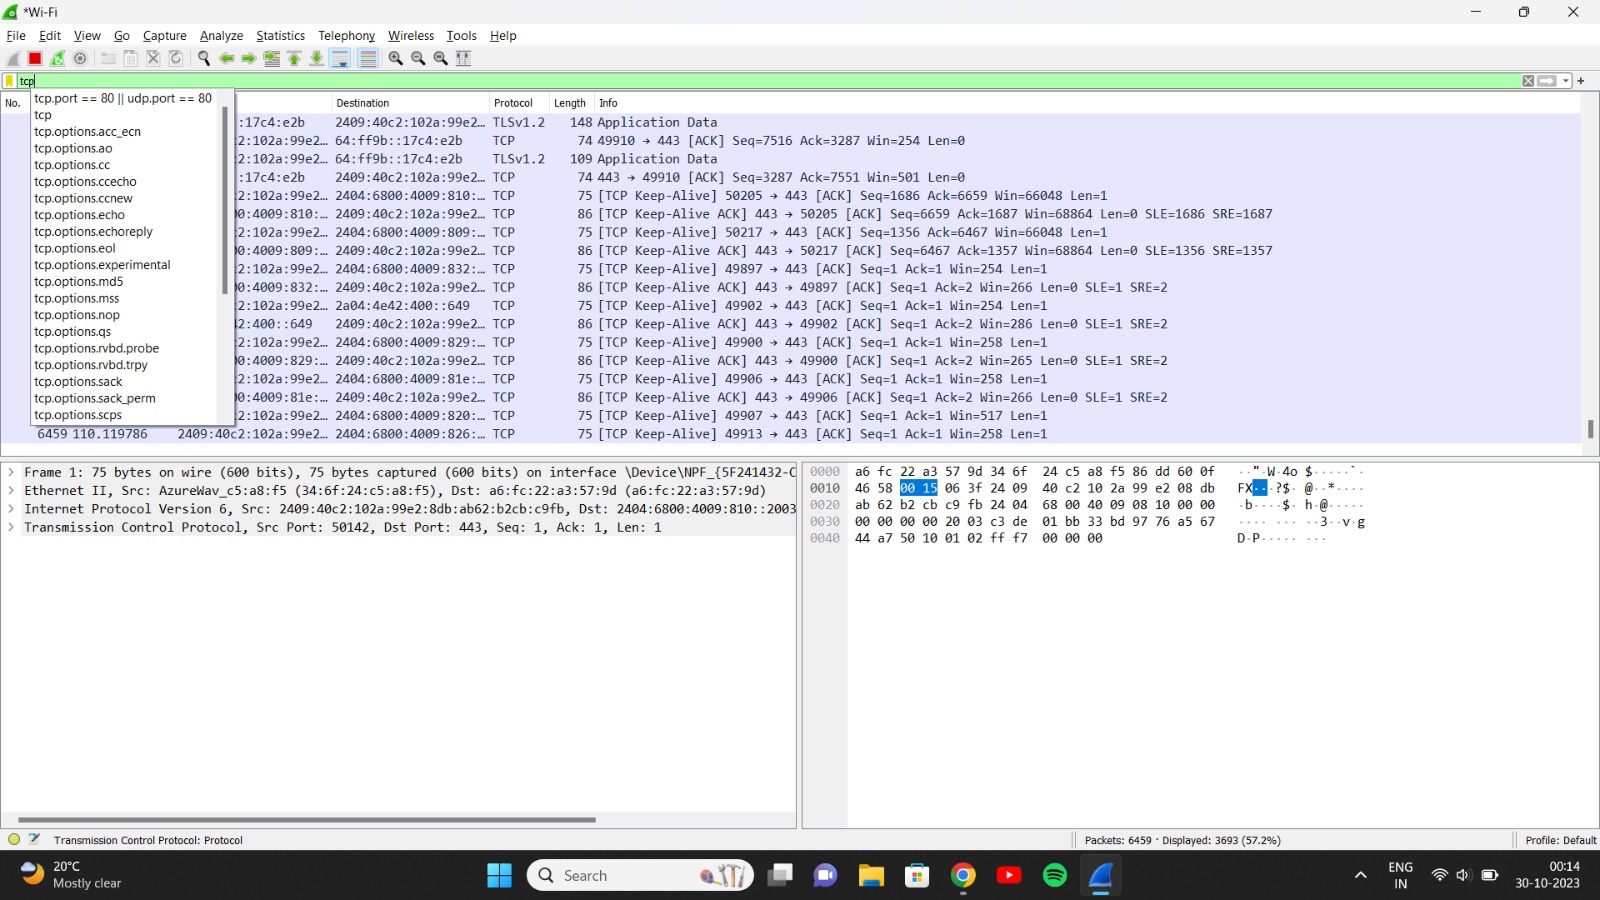 *Wi-Fi
File Edit View Go Capture Analyze Statistics Telephony Wireless Tools Help
tcp
No. Destination Protocol Length Info
tcp.port == 80 || udp.port == 80
tcp
tcp.options.acc_ecn
tcp.options.ao
tcp.options.cc
tcp.options.ccecho
tcp.options.ccnew
tcp.options.echo
tcp.options.echoreply
tcp.options.eol
tcp.options.experimental
tcp.options.md5
tcp.options.mss
tcp.options.nop
tcp.options.qs
tcp.options.rvbd.probe
tcp.options.rvbd.trpy
tcp.options.sack
tcp.options.sack_perm
tcp.options.scps
:17c4:e2b 2409:40c2:102a:99e2… TLSv1.2 148 Application Data
2:102a:99e2… 64:ff9b::17c4:e2b TCP 74 49910 → 443 [ACK] Seq=7516 Ack=3287 Win=254 Len=0
2:102a:99e2… 64:ff9b::17c4:e2b TLSv1.2 109 Application Data
:17c4:e2b 2409:40c2:102a:99e2… TCP 74 443 → 49910 [ACK] Seq=3287 Ack=7551 Win=501 Len=0
2:102a:99e2… 2404:6800:4009:810:… TCP 75 [TCP Keep-Alive] 50205 → 443 [ACK] Seq=1686 Ack=6659 Win=66048 Len=1
00:4009:810:… 2409:40c2:102a:99e2… TCP 86 [TCP Keep-Alive ACK] 443 → 50205 [ACK] Seq=6659 Ack=1687 Win=68864 Len=0 SLE=1686 SRE=1687
2:102a:99e2… 2404:6800:4009:809:… TCP 75 [TCP Keep-Alive] 50217 → 443 [ACK] Seq=1356 Ack=6467 Win=66048 Len=1
00:4009:809:… 2409:40c2:102a:99e2… TCP 86 [TCP Keep-Alive ACK] 443 → 50217 [ACK] Seq=6467 Ack=1357 Win=68864 Len=0 SLE=1356 SRE=1357
2:102a:99e2… 2404:6800:4009:832:… TCP 75 [TCP Keep-Alive] 49897 → 443 [ACK] Seq=1 Ack=1 Win=254 Len=1
00:4009:832:… 2409:40c2:102a:99e2… TCP 86 [TCP Keep-Alive ACK] 443 → 49897 [ACK] Seq=1 Ack=2 Win=266 Len=0 SLE=1 SRE=2
2:102a:99e2… 2a04:4e42:400::649 TCP 75 [TCP Keep-Alive] 49902 → 443 [ACK] Seq=1 Ack=1 Win=254 Len=1
42:400::649 2409:40c2:102a:99e2… TCP 86 [TCP Keep-Alive ACK] 443 → 49902 [ACK] Seq=1 Ack=2 Win=286 Len=0 SLE=1 SRE=2
2:102a:99e2… 2404:6800:4009:829:… TCP 75 [TCP Keep-Alive] 49900 → 443 [ACK] Seq=1 Ack=1 Win=258 Len=1
00:4009:829:… 2409:40c2:102a:99e2… TCP 86 [TCP Keep-Alive ACK] 443 → 49900 [ACK] Seq=1 Ack=2 Win=265 Len=0 SLE=1 SRE=2
2:102a:99e2… 2404:6800:4009:81e:… TCP 75 [TCP Keep-Alive] 49906 → 443 [ACK] Seq=1 Ack=1 Win=258 Len=1
00:4009:81e:… 2409:40c2:102a:99e2… TCP 86 [TCP Keep-Alive ACK] 443 → 49906 [ACK] Seq=1 Ack=2 Win=266 Len=0 SLE=1 SRE=2
2:102a:99e2… 2404:6800:4009:820:… TCP 75 [TCP Keep-Alive] 49907 → 443 [ACK] Seq=1 Ack=1 Win=517 Len=1
6459 110.119786 2409:40c2:102a:99e2… 2404:6800:4009:826:… TCP 75 [TCP Keep-Alive] 49913 → 443 [ACK] Seq=1 Ack=1 Win=258 Len=1
Frame 1: 75 bytes on wire (600 bits), 75 bytes captured (600 bits) on interface \Device\NPF_{5F241432-C
Ethernet II, Src: AzureWav_c5:a8:f5 (34:6f:24:c5:a8:f5), Dst: a6:fc:22:a3:57:9d (a6:fc:22:a3:57:9d)
Internet Protocol Version 6, Src: 2409:40c2:102a:99e2:8db:ab62:b2cb:c9fb, Dst: 2404:6800:4009:810::2003
Transmission Control Protocol, Src Port: 50142, Dst Port: 443, Seq: 1, Ack: 1, Len: 1
0000 a6 fc 22 a3 57 9d 34 6f 24 c5 a8 f5 86 dd 60 0f ··"·W·4o $·····`·
0010 46 58 00 15 06 3f 24 09 40 c2 10 2a 99 e2 08 db FX···?$· @··*····
0020 ab 62 b2 cb c9 fb 24 04 68 00 40 09 08 10 00 00 ·b····$· h·@·····
0030 00 00 00 00 20 03 c3 de 01 bb 33 bd 97 76 a5 67 ···· ··· ··3··v·g
0040 44 a7 50 10 01 02 ff f7 00 00 00 D·P····· ···
Transmission Control Protocol: Protocol
Packets: 6459 · Displayed: 3693 (57.2%)
Profile: Default
20°C
Mostly clear
Search
ENG
IN
00:14
30-10-2023